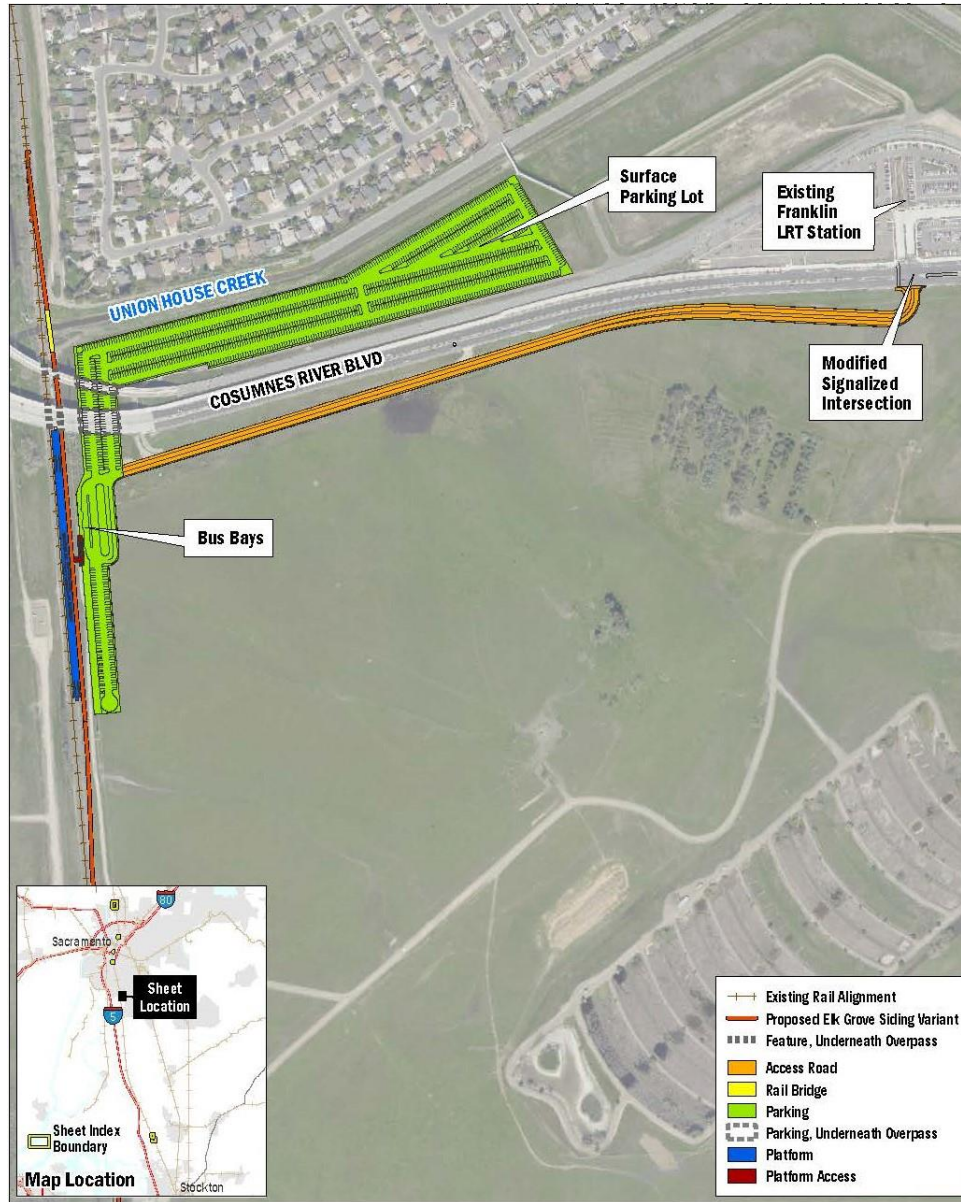 Surface
Parking Lot
Existing
Franklin
LRT Station
UNION HOUSE CREEK
COSUMNES RIVER BLVD
Modified
Signalized
Intersection
Bus Bays
80
Sacramento
Sheet
Location
5
Sheet Index
Boundary
Map Location
Stockton
Existing Rail Alignment
Proposed Elk Grove Siding Variant
Feature, Underneath Overpass
Access Road
Rail Bridge
Parking
Parking, Underneath Overpass
Platform
Platform Access